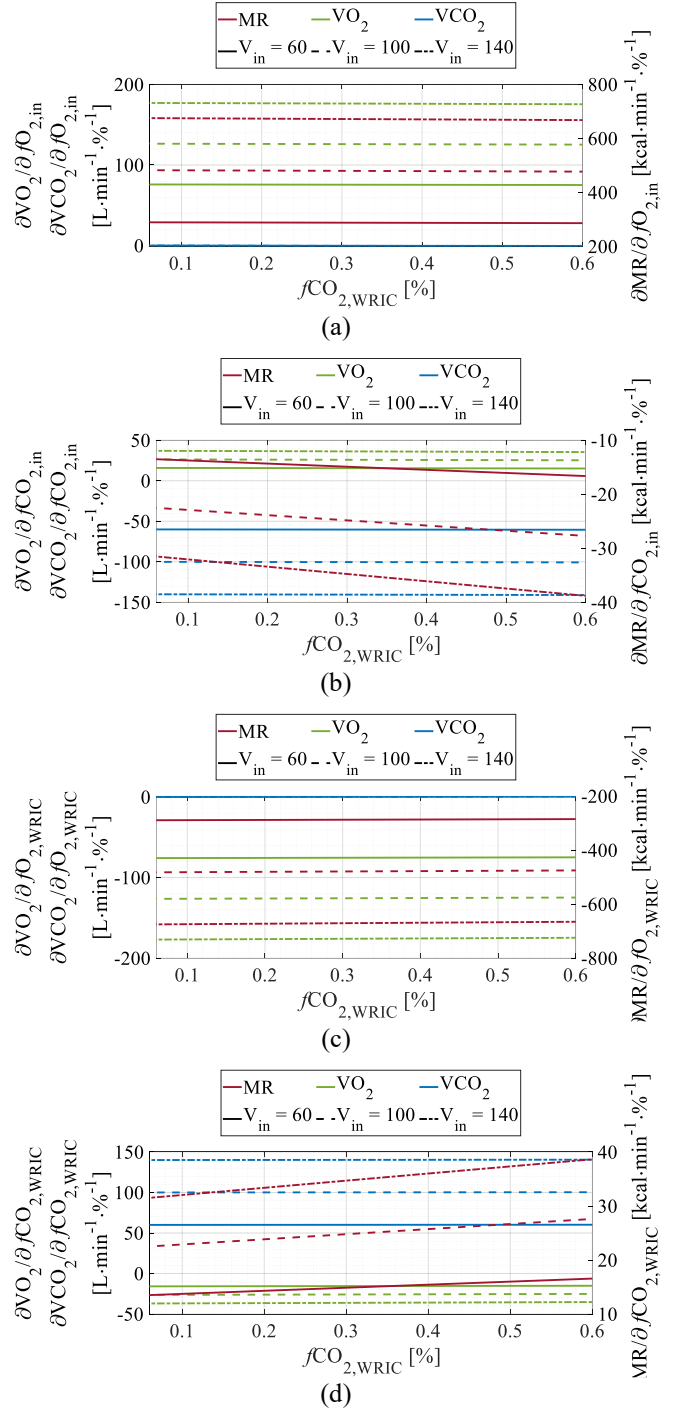 MR VO2 VCO2
Vin = 60 Vin = 100 Vin = 140
∂VO2/∂fO2,in
∂VCO2/∂fO2,in
[L·min-1·%-1]
200
100
0
800
600
400
200
∂MR/∂fO2,in [kcal·min-1·%-1]
0.1 0.2 0.3 0.4 0.5 0.6
fCO2,WRIC [%]
(a)
MR VO2 VCO2
Vin = 60 Vin = 100 Vin = 140
∂VO2/∂fCO2,in
∂VCO2/∂fCO2,in
[L·min-1·%-1]
50
0
-50
-100
-150
-10
-20
-30
-40
∂MR/∂fCO2,in [kcal·min-1·%-1]
0.1 0.2 0.3 0.4 0.5 0.6
fCO2,WRIC [%]
(b)
MR VO2 VCO2
Vin = 60 Vin = 100 Vin = 140
∂VO2/∂fO2,WRIC
∂VCO2/∂fO2,WRIC
[L·min-1·%-1]
0
-100
-200
-200
-400
-600
-800
MR/∂fO2,WRIC [kcal·min-1·%-1]
0.1 0.2 0.3 0.4 0.5 0.6
fCO2,WRIC [%]
(c)
MR VO2 VCO2
Vin = 60 Vin = 100 Vin = 140
∂VO2/∂fCO2,WRIC
∂VCO2/∂fCO2,WRIC
[L·min-1·%-1]
150
100
50
0
-50
40
30
20
10
MR/∂fCO2,WRIC [kcal·min-1·%-1]
0.1 0.2 0.3 0.4 0.5 0.6
fCO2,WRIC [%]
(d)